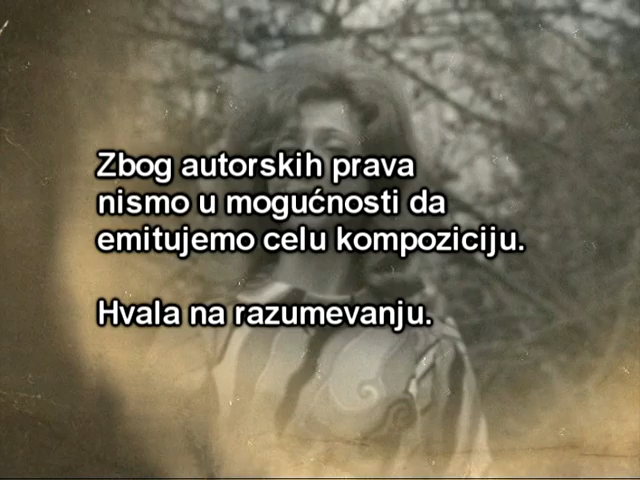 Zbog autorskih prava
nismo u mogućnosti da
emitujemo celu kompoziciju.
Hvala na razumevanju.